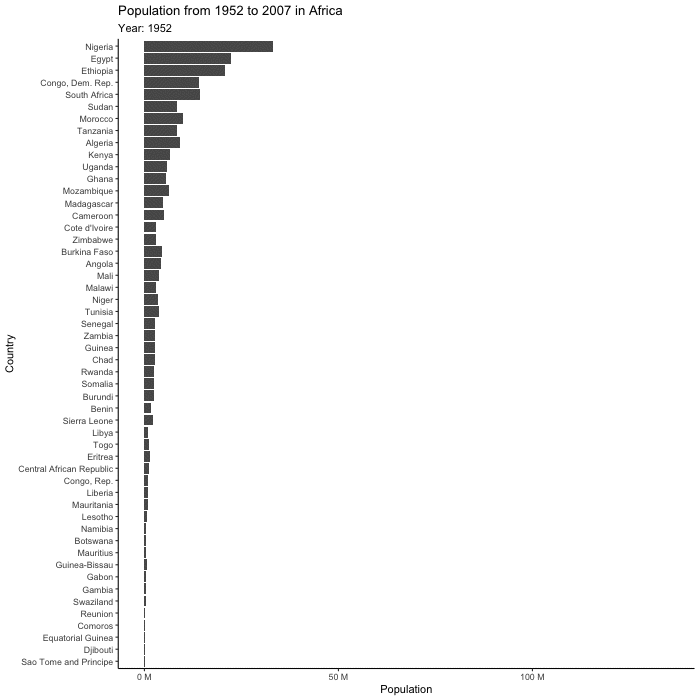 Population from 1952 to 2007 in Africa
Year: 1952
Nigeria
Egypt
Ethiopia
Congo, Dem. Rep.
South Africa
Sudan
Morocco
Tanzania
Algeria
Kenya
Uganda
Ghana
Mozambique
Madagascar
Cameroon
Cote d'Ivoire
Zimbabwe
Burkina Faso
Angola
Mali
Malawi
Niger
Tunisia
Senegal
Zambia
Guinea
Chad
Rwanda
Somalia
Burundi
Benin
Sierra Leone
Libya
Togo
Eritrea
Central African Republic
Congo, Rep.
Liberia
Mauritania
Lesotho
Namibia
Botswana
Mauritius
Guinea-Bissau
Gabon
Gambia
Swaziland
Reunion
Comoros
Equatorial Guinea
Djibouti
Sao Tome and Principe
Country
0 M 50 M 100 M
Population